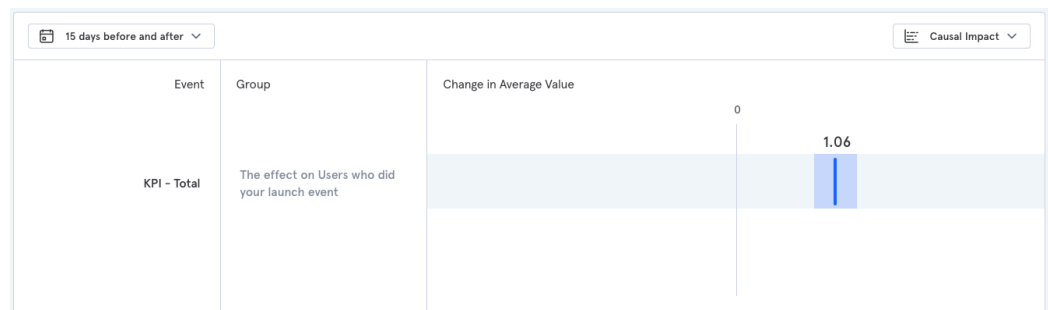 15 days before and after
Causal Impact
Event
Group
Change in Average Value
0
1.06
KPI - Total
The effect on Users who did
your launch event